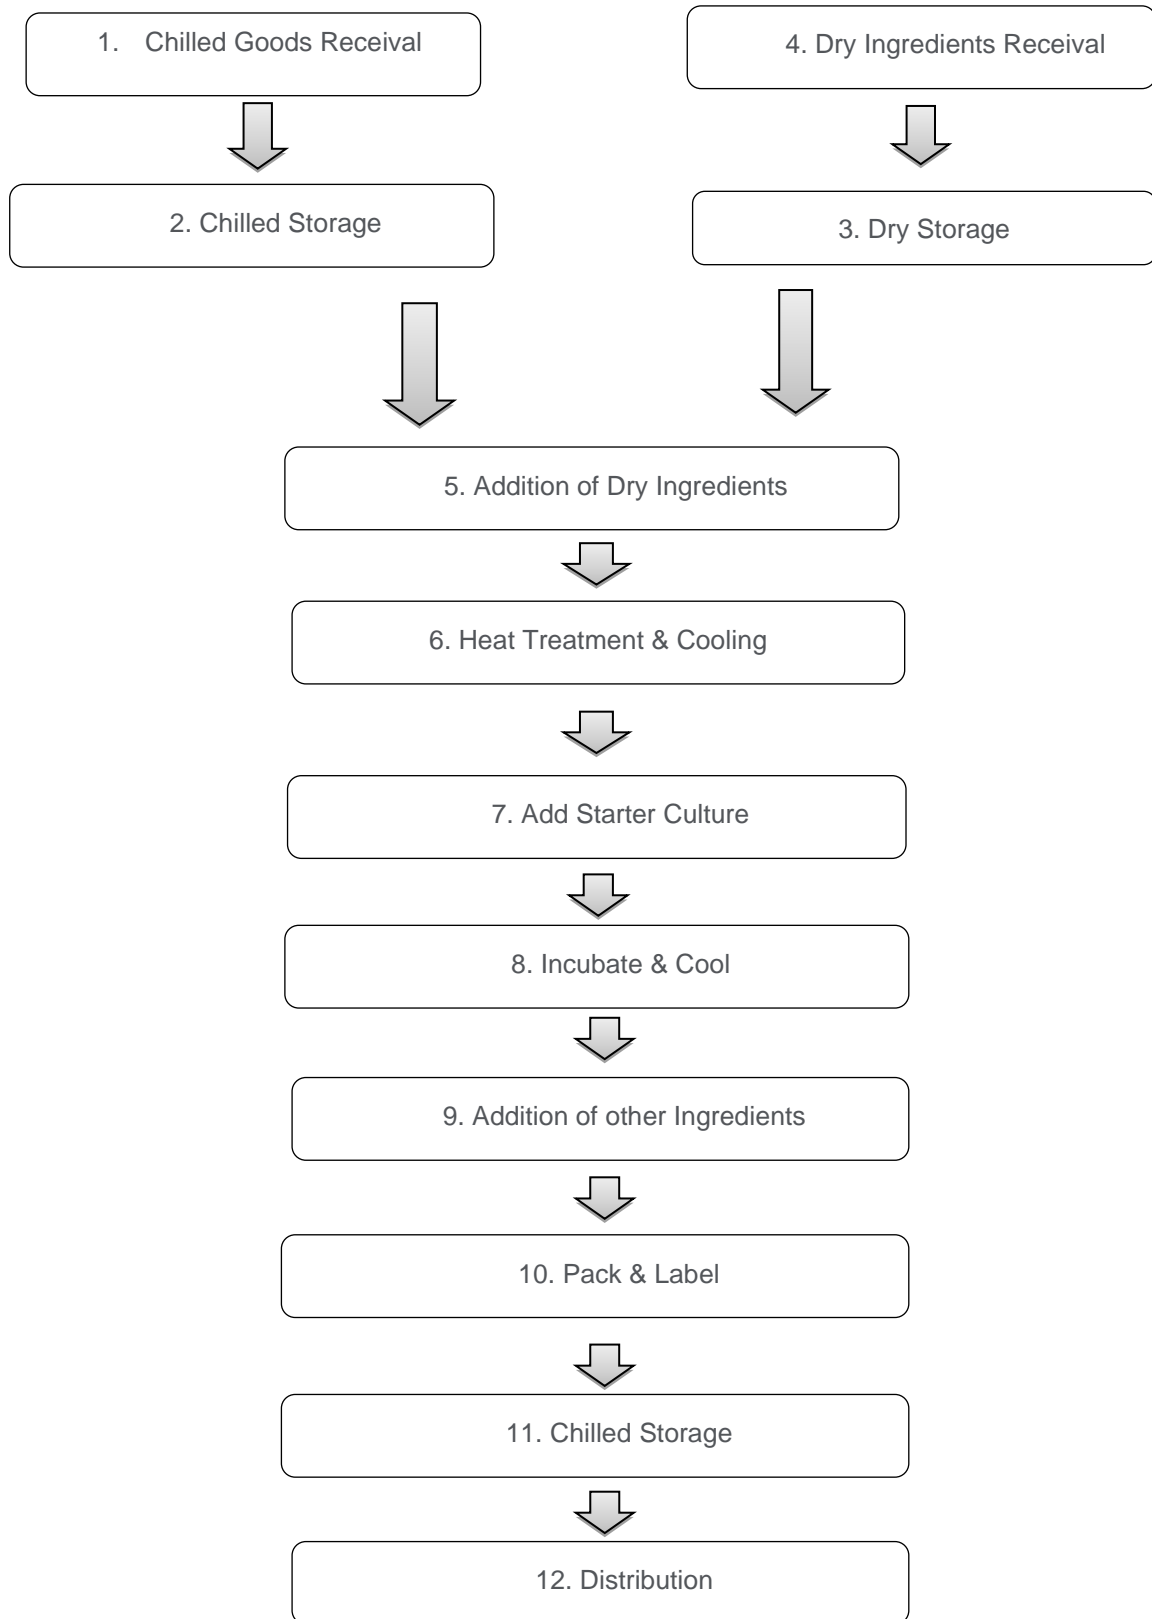 1. Chilled Goods Receival
4. Dry Ingredients Receival
2. Chilled Storage
3. Dry Storage
5. Addition of Dry Ingredients
6. Heat Treatment & Cooling
7. Add Starter Culture
8. Incubate & Cool
9. Addition of other Ingredients
10. Pack & Label
11. Chilled Storage
12. Distribution